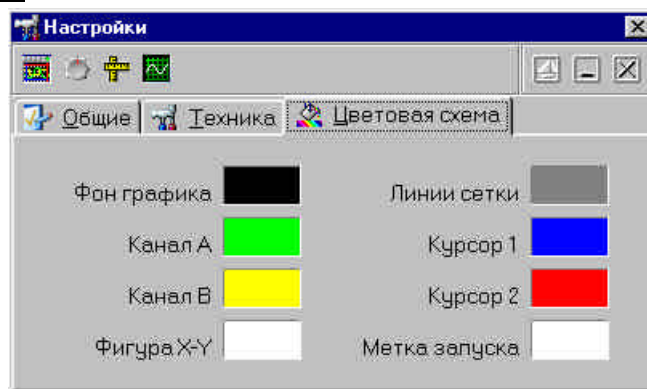 Настройки
Общие Техника Цветовая схема
Фон графика Линии сетки
Канал A Курсор 1
Канал B Курсор 2
Фигура X-Y Метка запуска